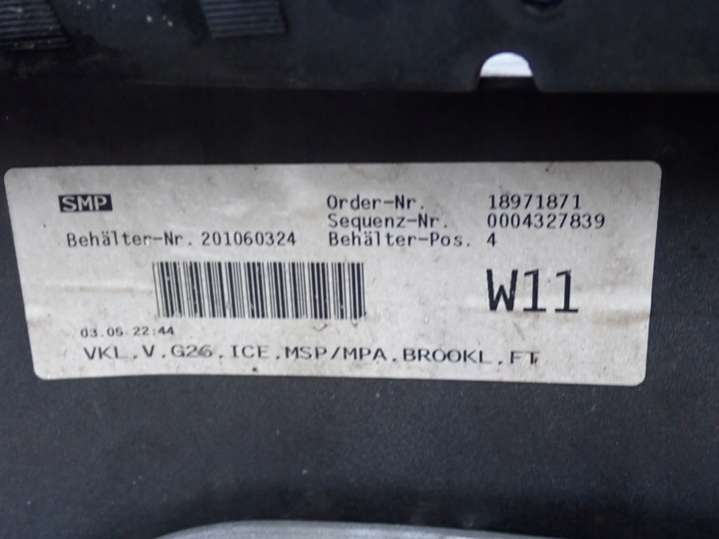 SMP
Order-Nr. 18971871
Sequenz-Nr. 0004327839
Behälter-Nr. 201060324 Behälter-Pos. 4
W11
03.05 22:44
VKL.V.G26.ICE.MSP/MPA.BROOKL.FT